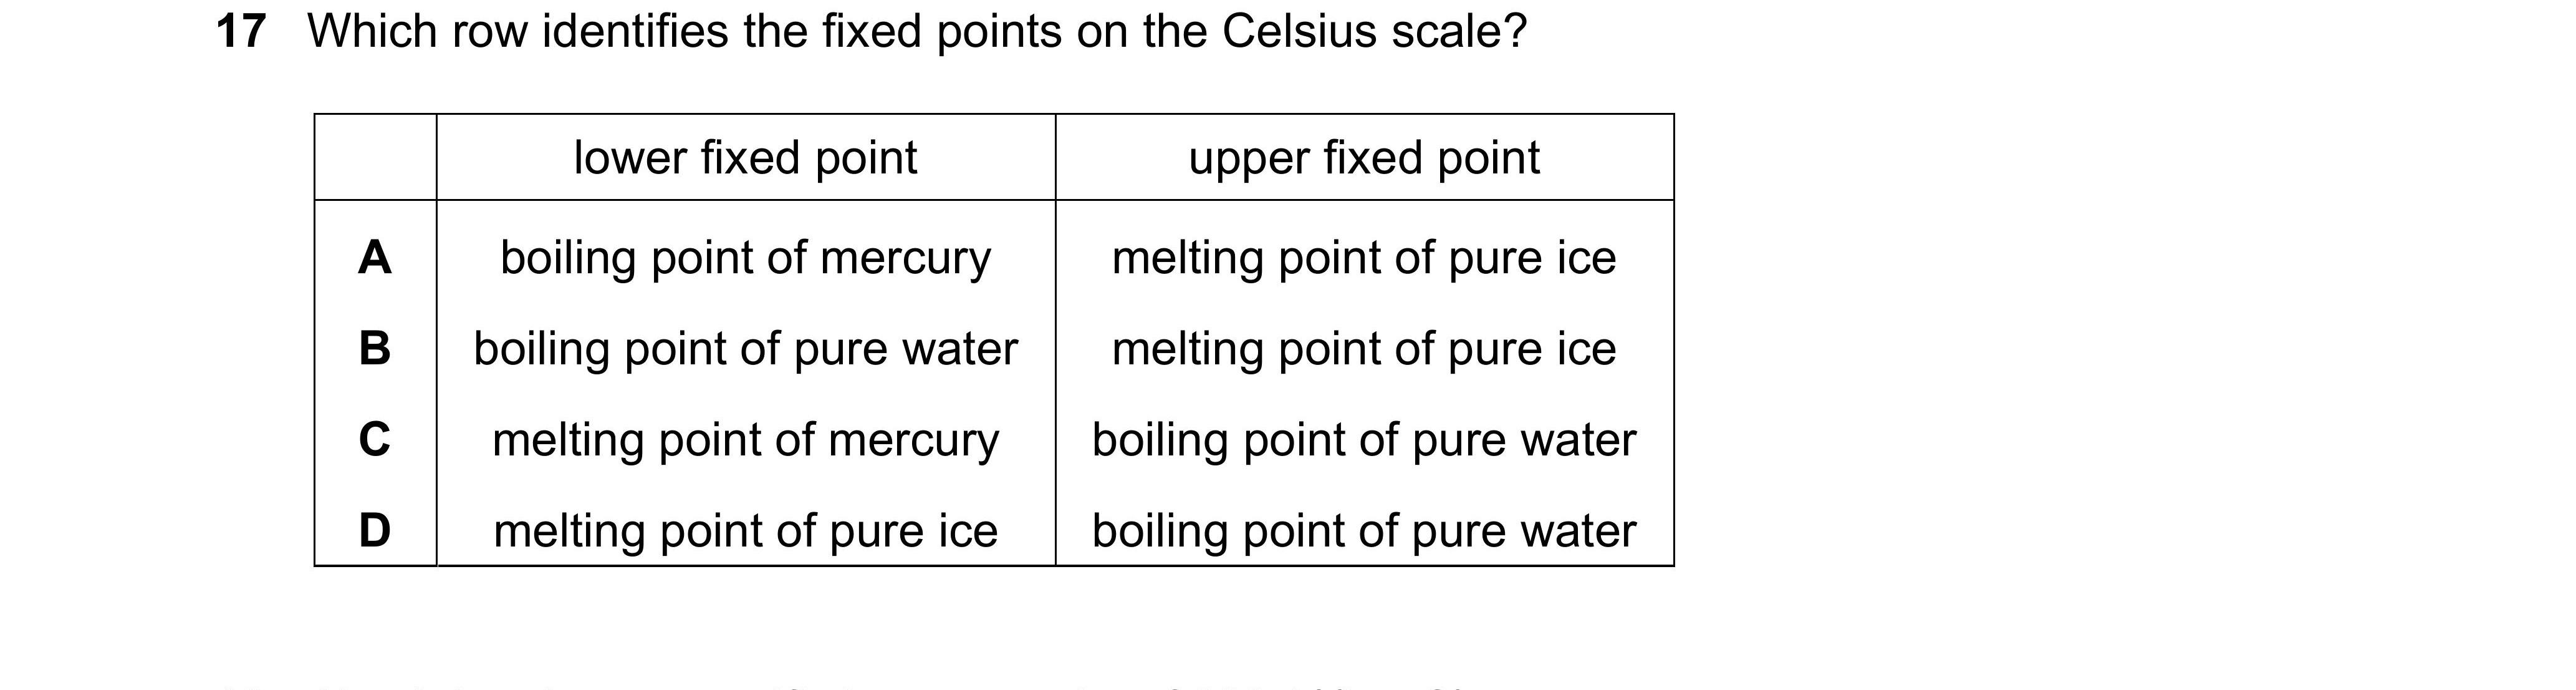 17 Which row identifies the fixed points on the Celsius scale?
lower fixed point upper fixed point
A boiling point of mercury melting point of pure ice
B boiling point of pure water melting point of pure ice
C melting point of mercury boiling point of pure water
D melting point of pure ice boiling point of pure water